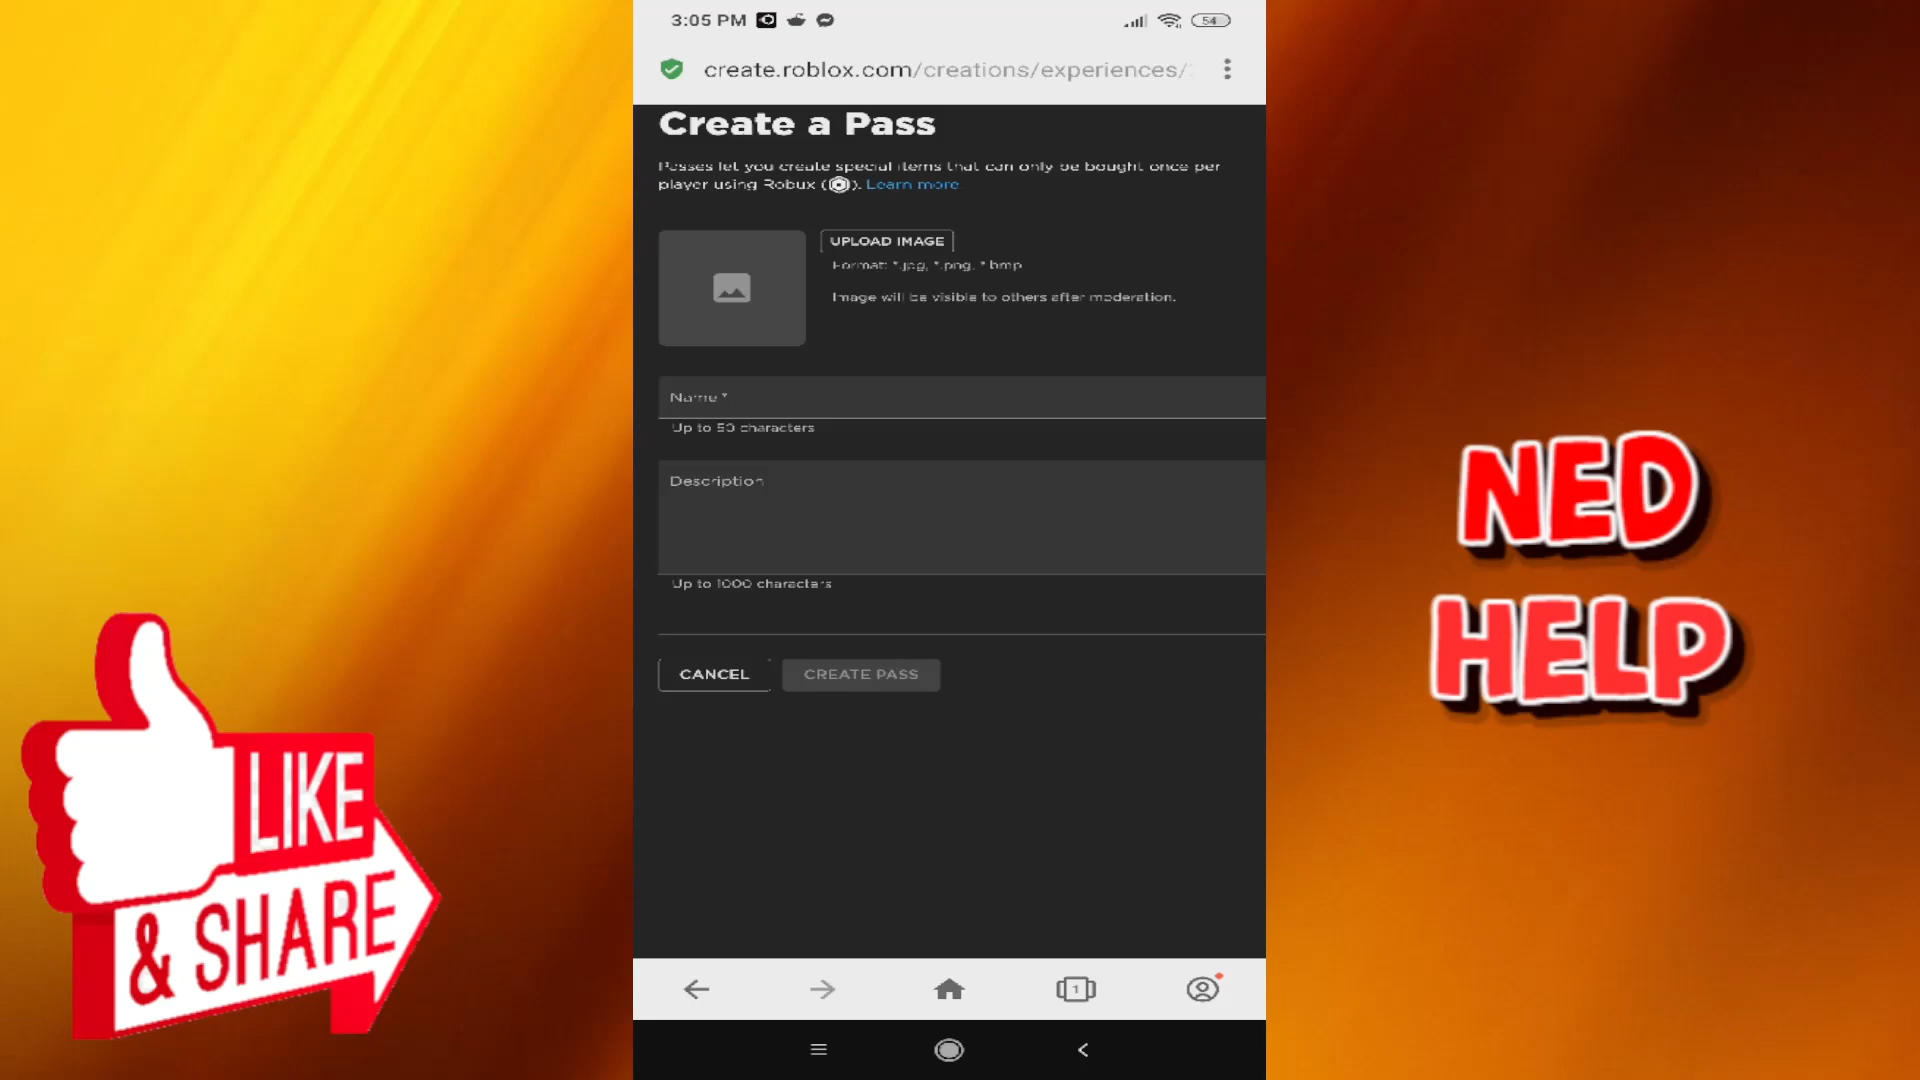 3:05 PM
54
create.roblox.com/creations/experiences/
Create a Pass
Passes let you create special items that can only be bought once per
player using Robux ( ). Learn more
UPLOAD IMAGE
Format: *.jpg, *.png, *.bmp
Image will be visible to others after moderation.
Name *
Up to 50 characters
Description
Up to 1000 characters
CANCEL
CREATE PASS
1
LIKE
& SHARE
NED
HELP